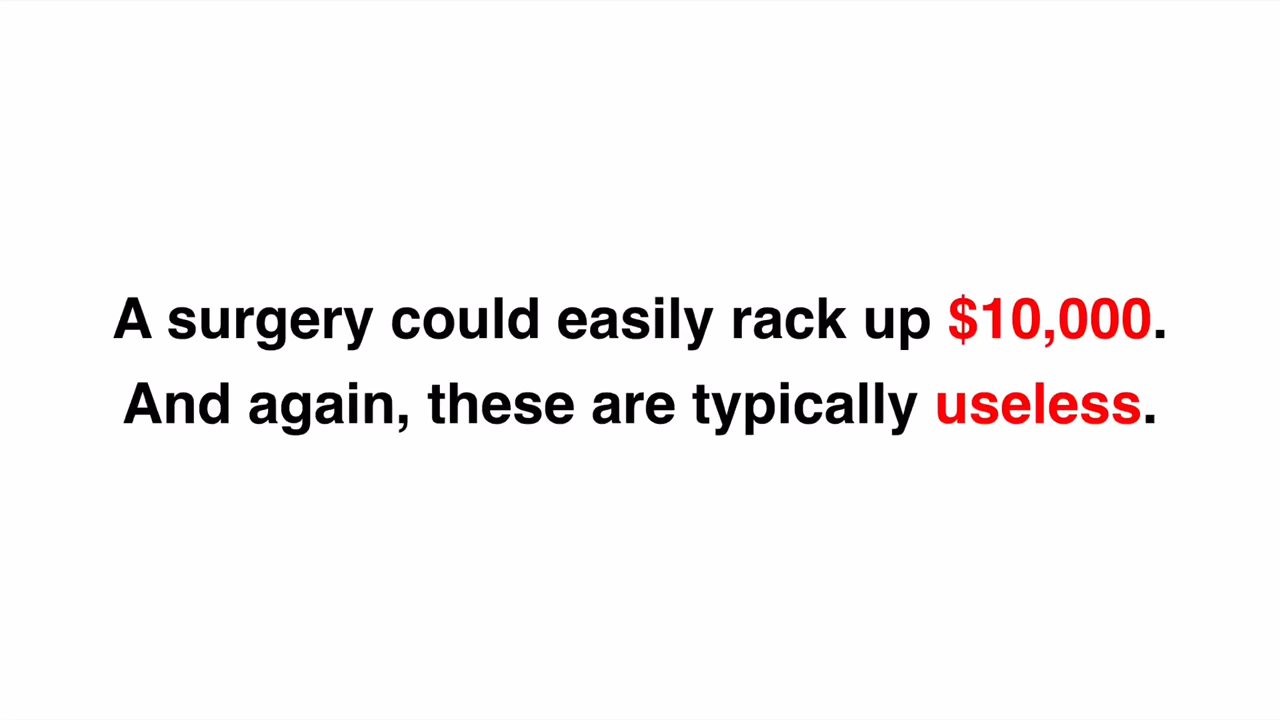 A surgery could easily rack up $10,000.
And again, these are typically useless.